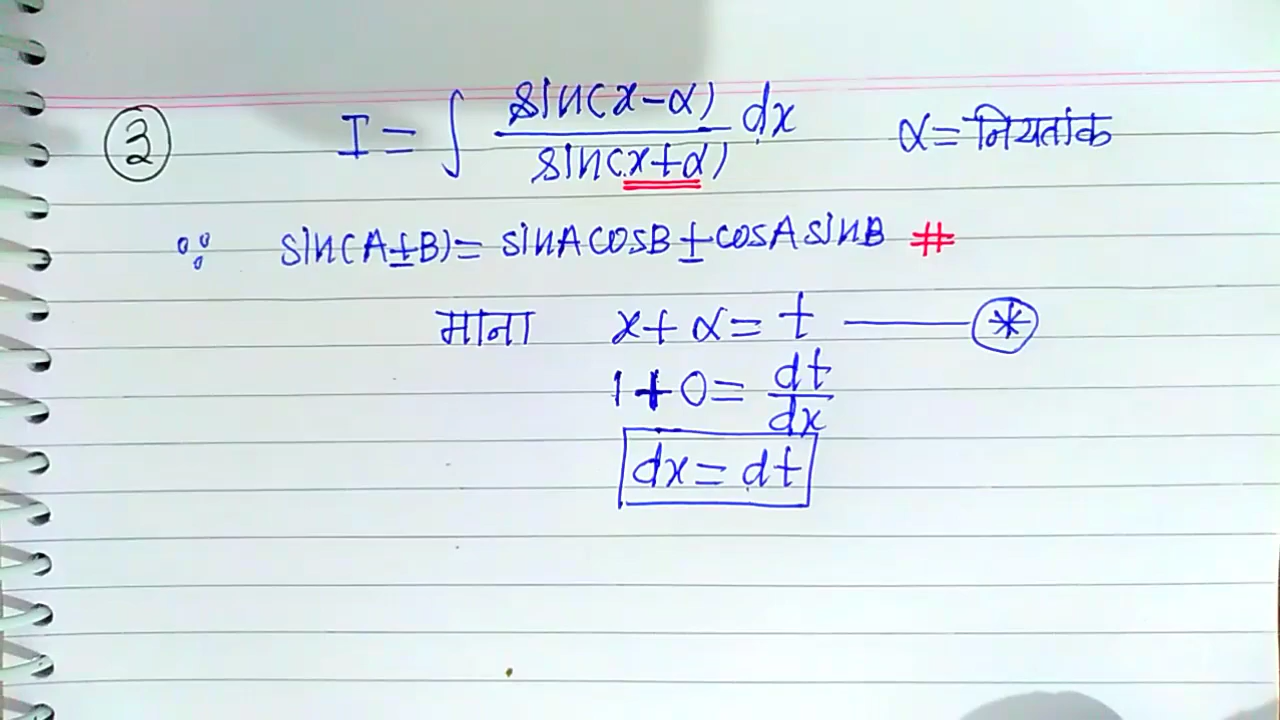 ③ I = ∫ sin(x-α)/sin(x+α) dx α = नियतांक
∵ sin(A±B) = sinA cosB ± cosA sinB #
माना x + α = t —— ⊛
1 + 0 = dt/dx
dx = dt